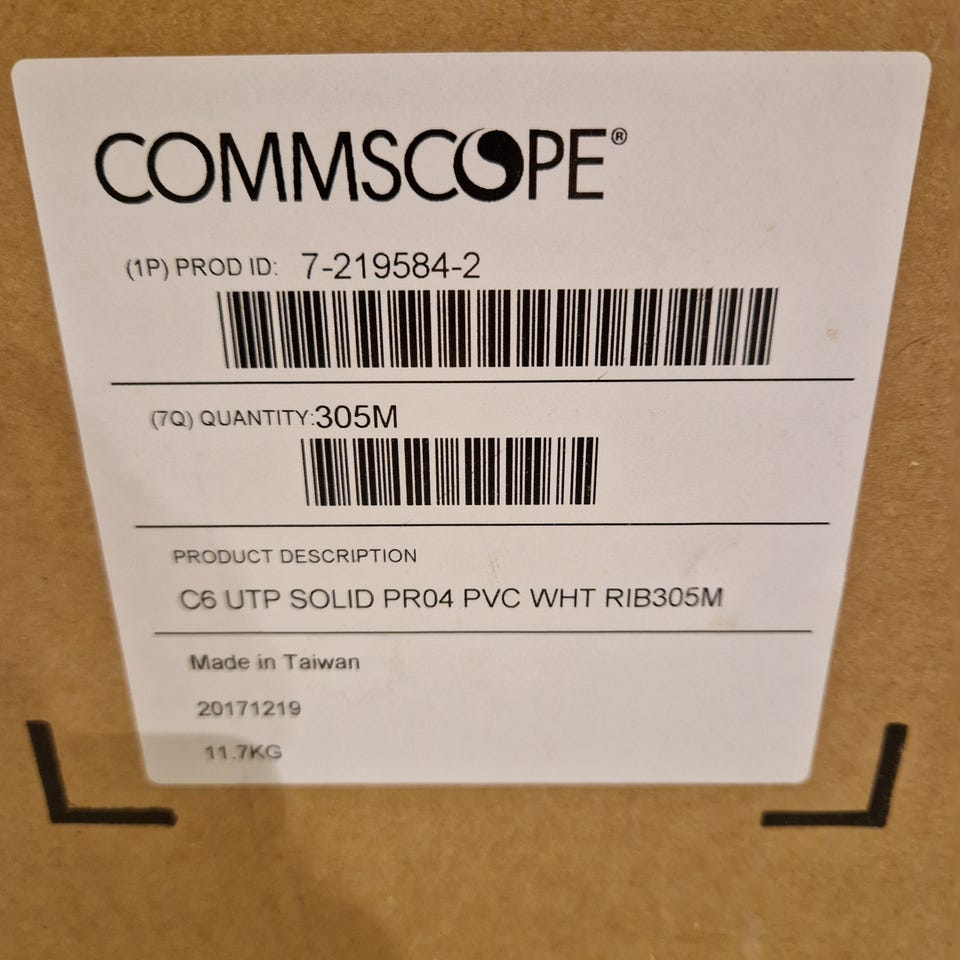 COMMSCOPE®
(1P) PROD ID: 7-219584-2
(7Q) QUANTITY:305M
PRODUCT DESCRIPTION
C6 UTP SOLID PR04 PVC WHT RIB305M
Made in Taiwan
20171219
11.7KG